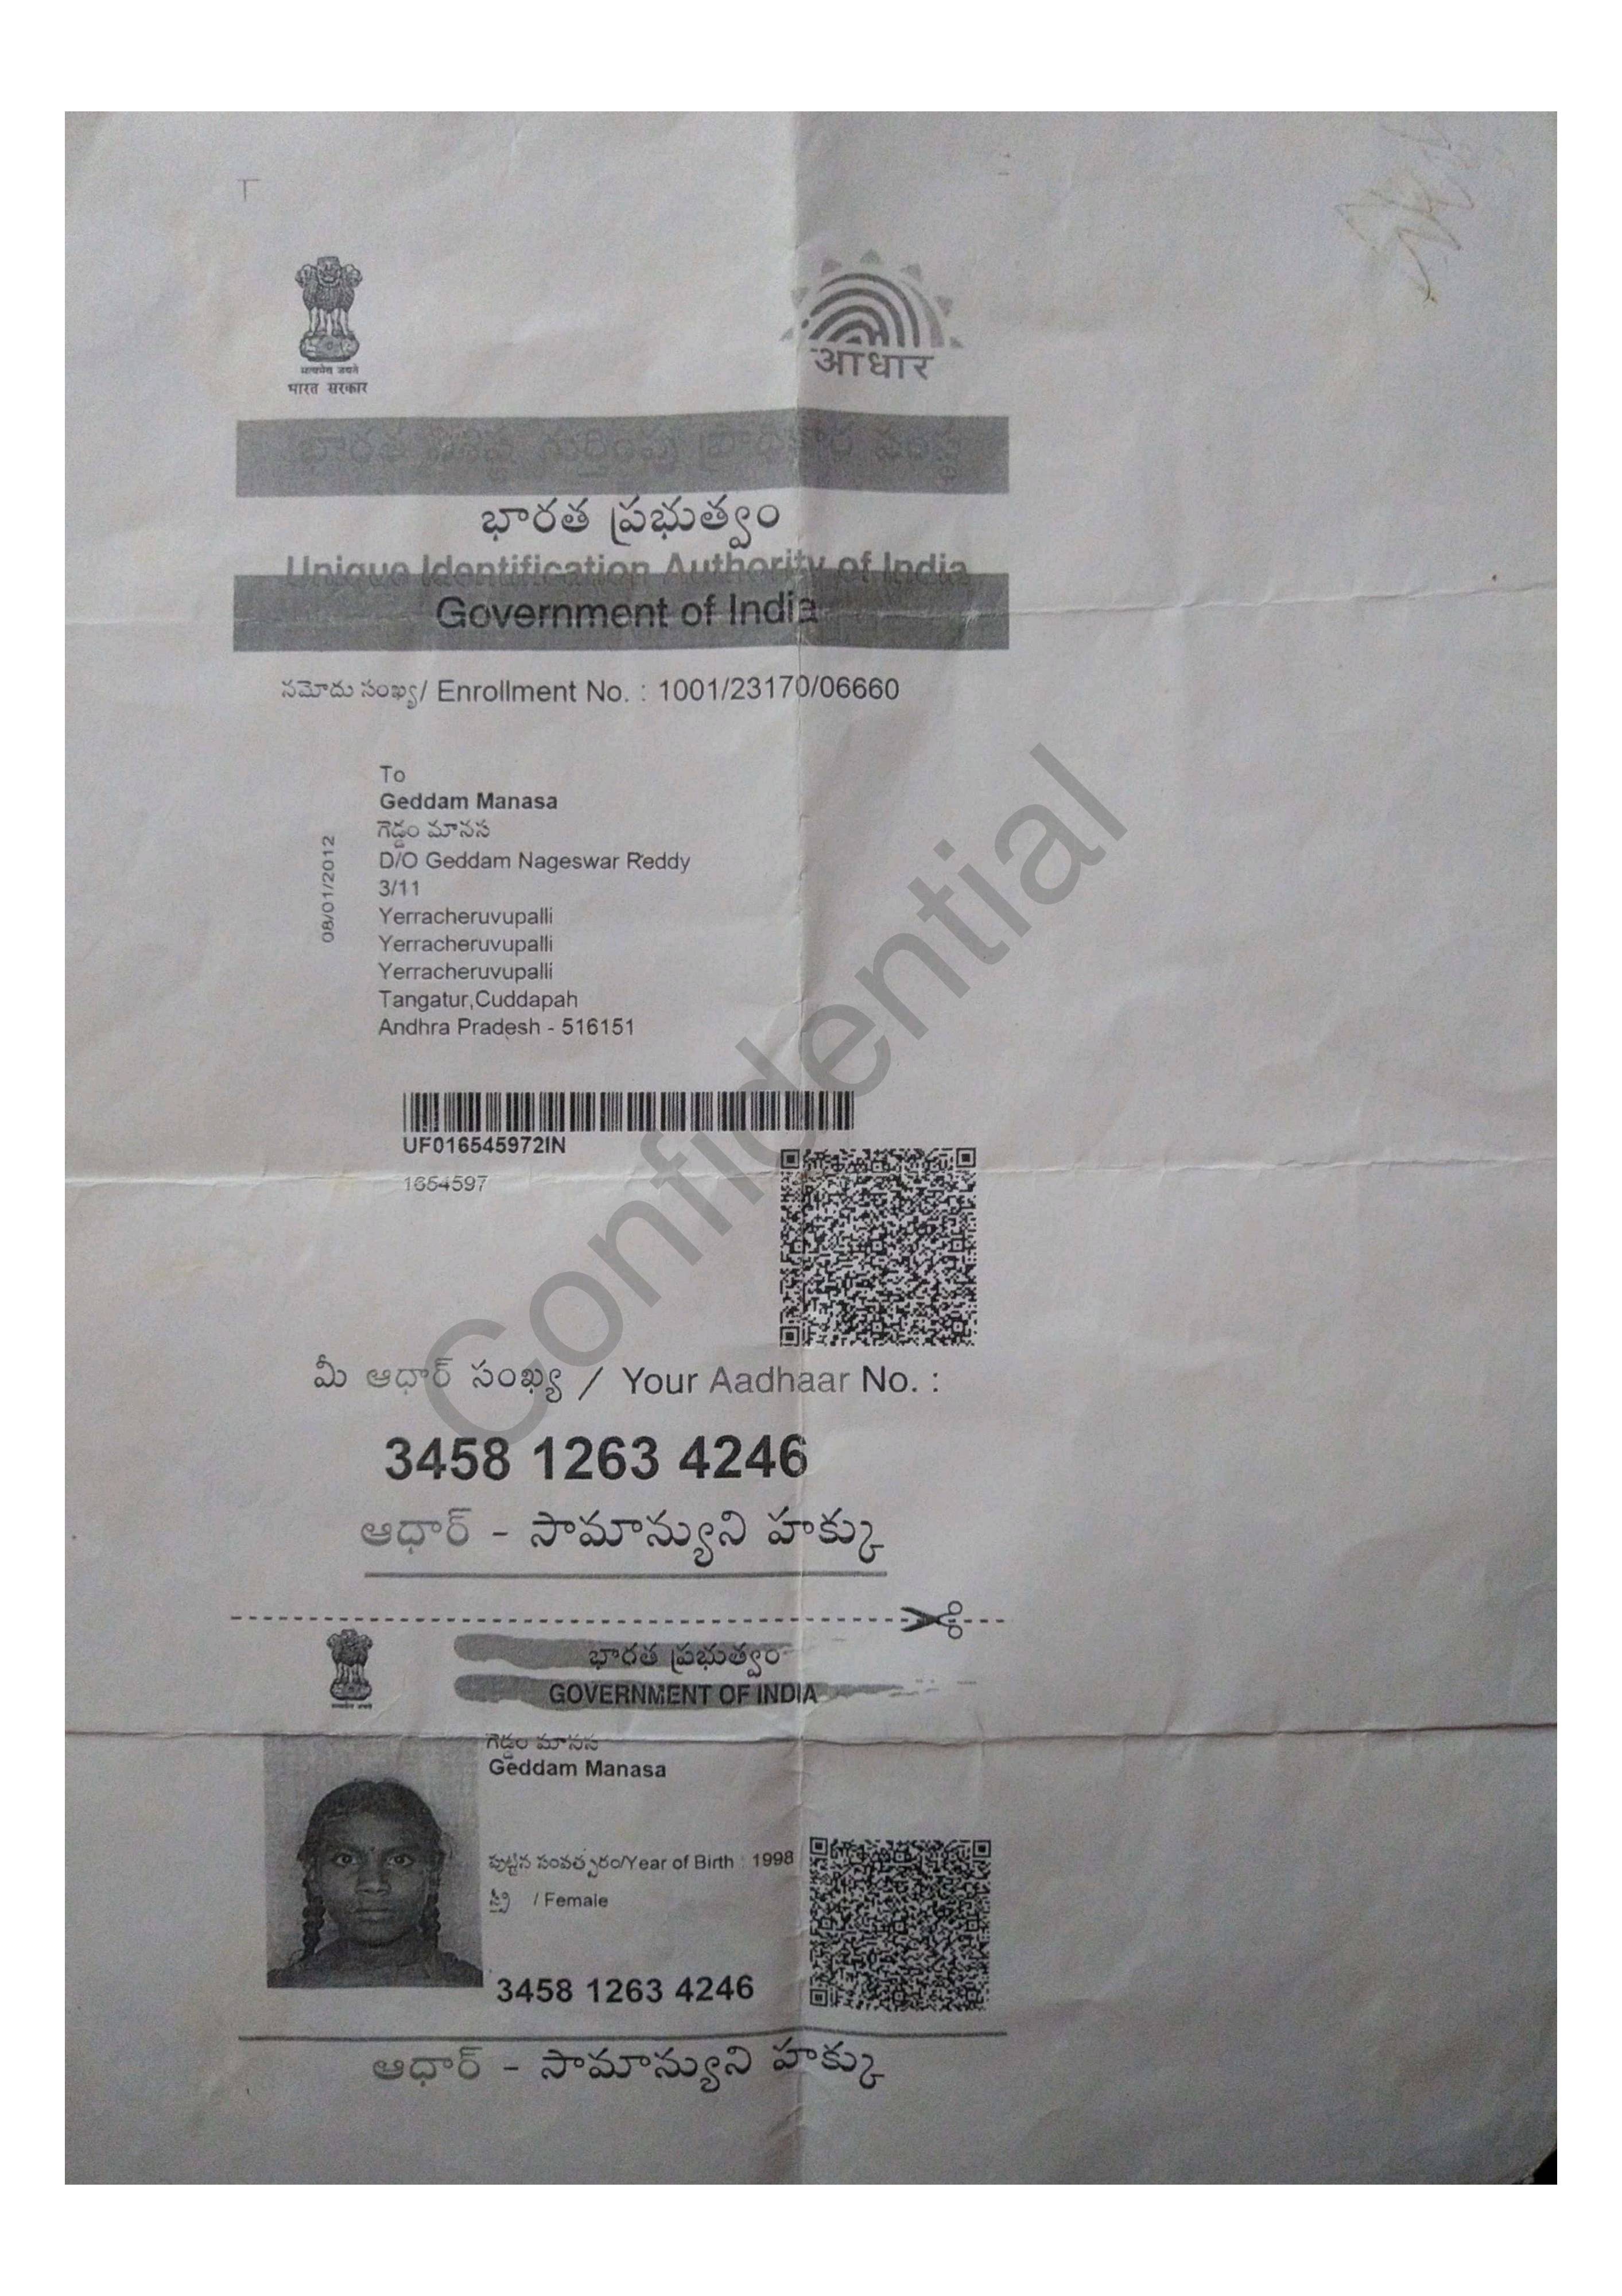 सत्यमेव जयते
भारत सरकार
आधार
భారత విశిష్ట గుర్తింపు ప్రాధికార సంస్థ
భారత ప్రభుత్వం
Unique Identification Authority of India
Government of India
నమోదు సంఖ్య/ Enrollment No. : 1001/23170/06660
To
Geddam Manasa
గెడ్డం మానస
D/O Geddam Nageswar Reddy
3/11
Yerracheruvupalli
Yerracheruvupalli
Yerracheruvupalli
Tangatur,Cuddapah
Andhra Pradesh - 516151
08/01/2012
UF016545972IN
1654597
Confidential
మీ ఆధార్ సంఖ్య / Your Aadhaar No. :
3458 1263 4246
ఆధార్ - సామాన్యుని హక్కు
భారత ప్రభుత్వం
GOVERNMENT OF INDIA
గెడ్డం మానస
Geddam Manasa
పుట్టిన సంవత్సరం/Year of Birth : 1998
స్త్రీ / Female
3458 1263 4246
ఆధార్ - సామాన్యుని హక్కు